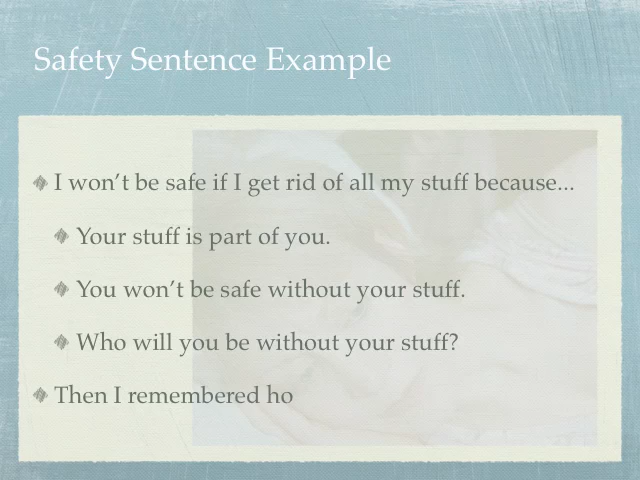 Safety Sentence Example
I won’t be safe if I get rid of all my stuff because...
Your stuff is part of you.
You won’t be safe without your stuff.
Who will you be without your stuff?
Then I remembered ho